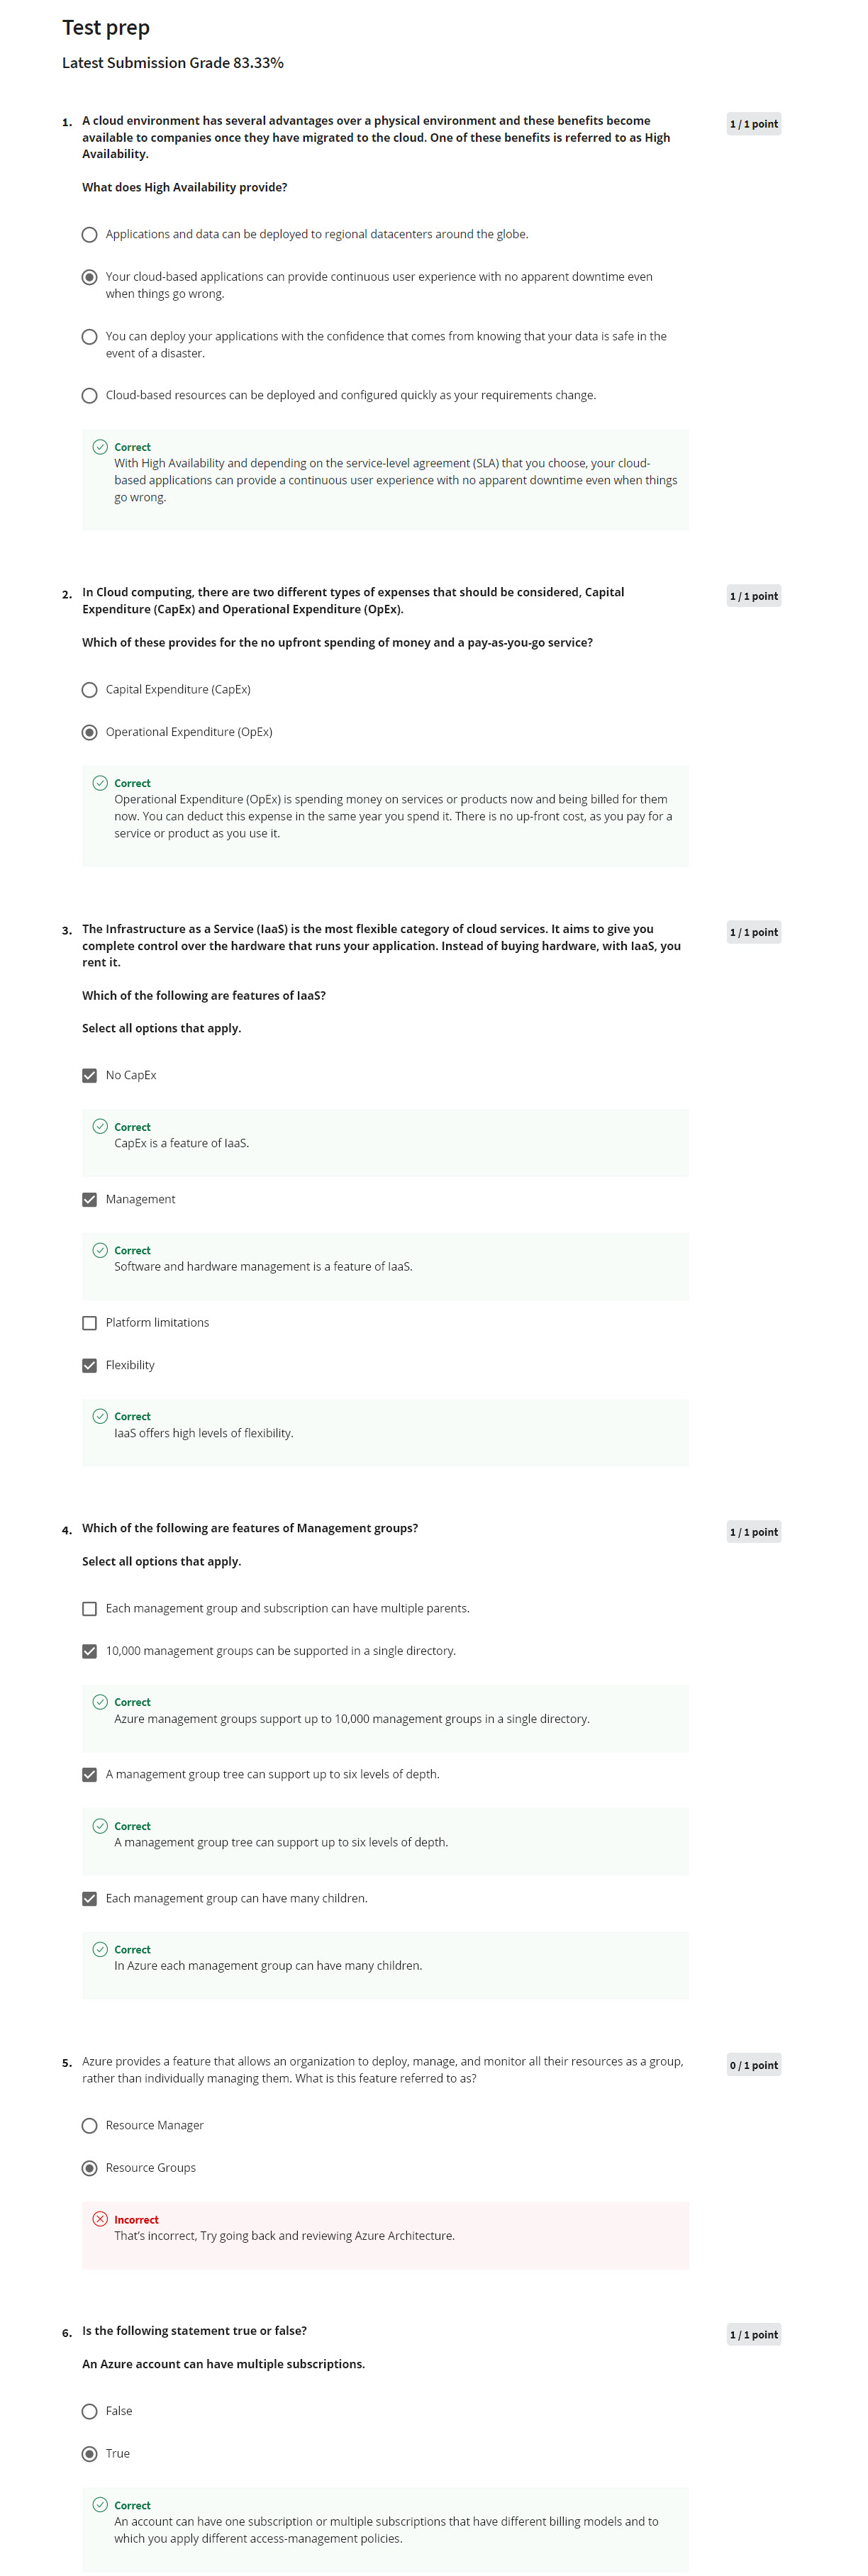 Test prep
Latest Submission Grade 83.33%
1. A cloud environment has several advantages over a physical environment and these benefits become
available to companies once they have migrated to the cloud. One of these benefits is referred to as High
Availability.
1 / 1 point
What does High Availability provide?
Applications and data can be deployed to regional datacenters around the globe.
Your cloud-based applications can provide continuous user experience with no apparent downtime even
when things go wrong.
You can deploy your applications with the confidence that comes from knowing that your data is safe in the
event of a disaster.
Cloud-based resources can be deployed and configured quickly as your requirements change.
Correct
With High Availability and depending on the service-level agreement (SLA) that you choose, your cloud-
based applications can provide a continuous user experience with no apparent downtime even when things
go wrong.
2. In Cloud computing, there are two different types of expenses that should be considered, Capital
Expenditure (CapEx) and Operational Expenditure (OpEx).
1 / 1 point
Which of these provides for the no upfront spending of money and a pay-as-you-go service?
Capital Expenditure (CapEx)
Operational Expenditure (OpEx)
Correct
Operational Expenditure (OpEx) is spending money on services or products now and being billed for them
now. You can deduct this expense in the same year you spend it. There is no up-front cost, as you pay for a
service or product as you use it.
3. The Infrastructure as a Service (IaaS) is the most flexible category of cloud services. It aims to give you
complete control over the hardware that runs your application. Instead of buying hardware, with IaaS, you
rent it.
1 / 1 point
Which of the following are features of IaaS?
Select all options that apply.
No CapEx
Correct
CapEx is a feature of IaaS.
Management
Correct
Software and hardware management is a feature of IaaS.
Platform limitations
Flexibility
Correct
IaaS offers high levels of flexibility.
4. Which of the following are features of Management groups?
1 / 1 point
Select all options that apply.
Each management group and subscription can have multiple parents.
10,000 management groups can be supported in a single directory.
Correct
Azure management groups support up to 10,000 management groups in a single directory.
A management group tree can support up to six levels of depth.
Correct
A management group tree can support up to six levels of depth.
Each management group can have many children.
Correct
In Azure each management group can have many children.
5. Azure provides a feature that allows an organization to deploy, manage, and monitor all their resources as a group,
rather than individually managing them. What is this feature referred to as?
0 / 1 point
Resource Manager
Resource Groups
Incorrect
That's incorrect, Try going back and reviewing Azure Architecture.
6. Is the following statement true or false?
1 / 1 point
An Azure account can have multiple subscriptions.
False
True
Correct
An account can have one subscription or multiple subscriptions that have different billing models and to
which you apply different access-management policies.